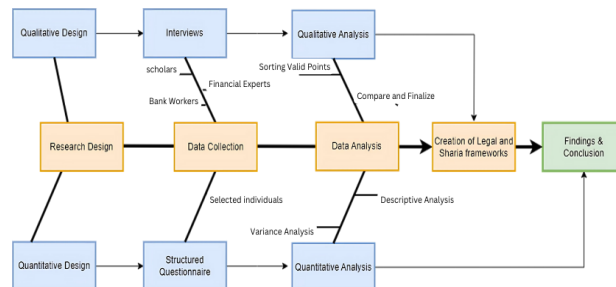 Qualitative Design
Interviews
Qualitative Analysis
scholars
Financial Experts
Bank Workers
Sorting Valid Points
Compare and Finalize
Research Design
Data Collection
Data Analysis
Creation of Legal and
Sharia frameworks
Findings &
Conclusion
Selected individuals
Descriptive Analysis
Variance Analysis
Quantitative Design
Structured
Questionnaire
Quantitative Analysis